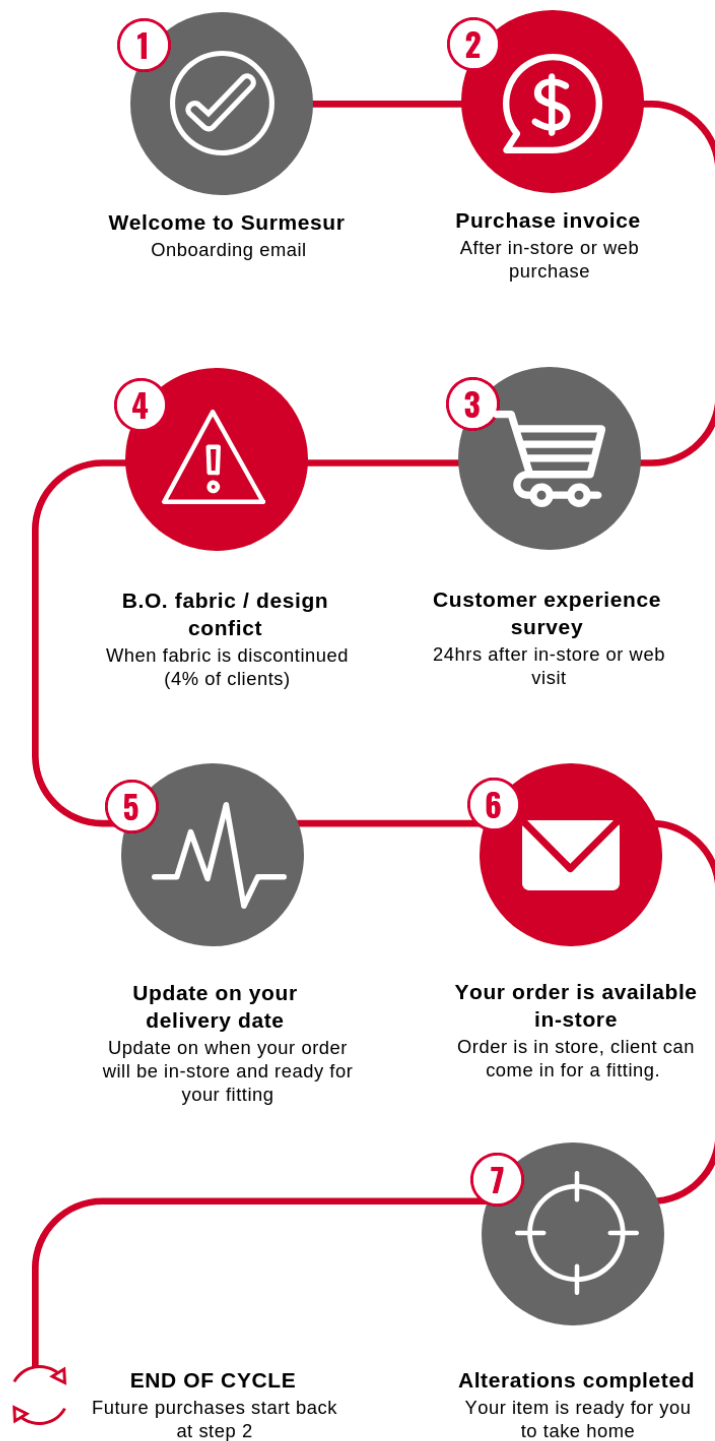 1
Welcome to Surmesur
Onboarding email
2
Purchase invoice
After in-store or web
purchase
3
Customer experience
survey
24hrs after in-store or web
visit
4
B.O. fabric / design
confict
When fabric is discontinued
(4% of clients)
5
Update on your
delivery date
Update on when your order
will be in-store and ready for
your fitting
6
Your order is available
in-store
Order is in store, client can
come in for a fitting.
7
Alterations completed
Your item is ready for you
to take home
END OF CYCLE
Future purchases start back
at step 2